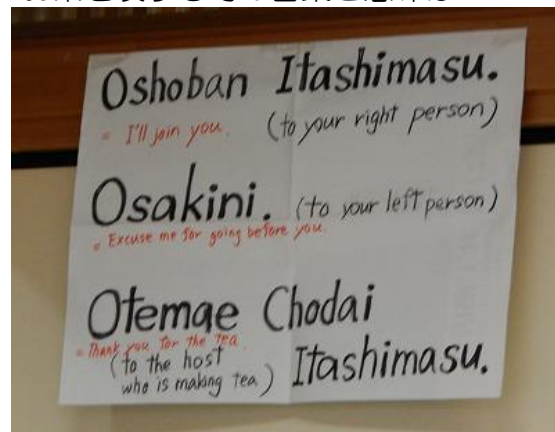 Oshoban Itashimasu.
= I'll join you. (to your right person)
Osakini. (to your left person)
= Excuse me for going before you.
Otemae Chodai
= Thank you for the tea
(to the host
who is making tea) Itashimasu.